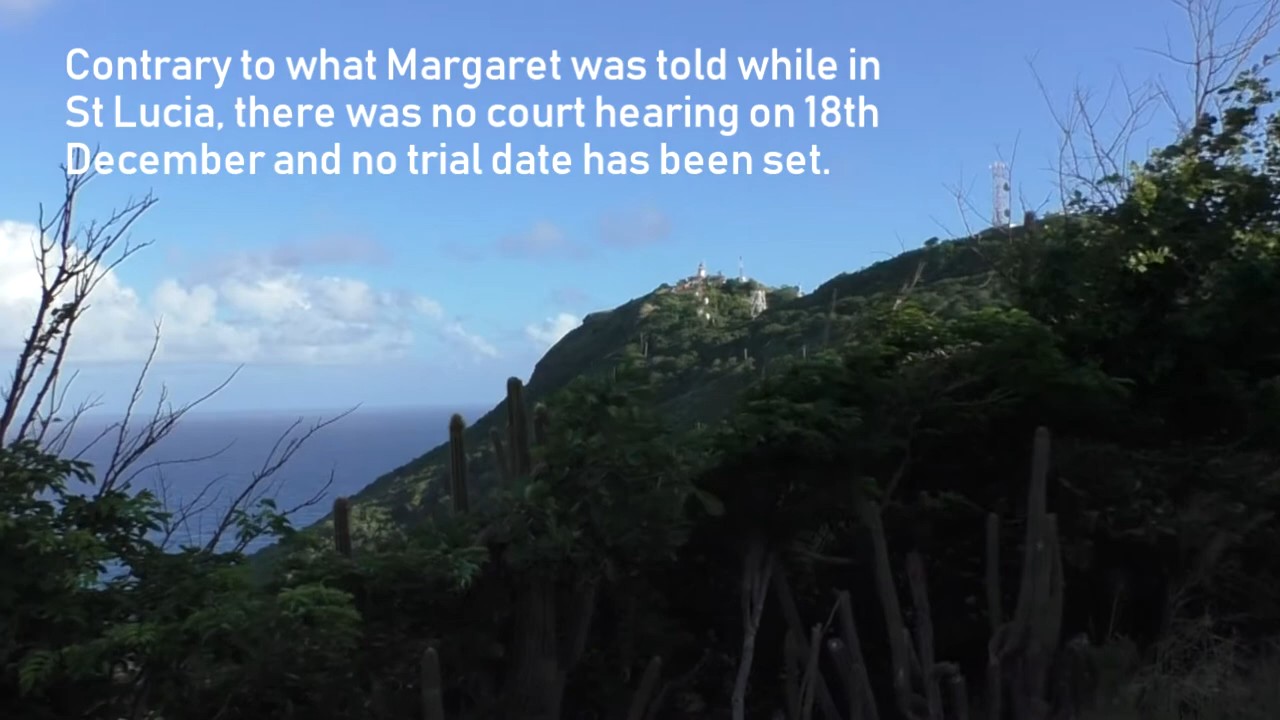 Contrary to what Margaret was told while in
St Lucia, there was no court hearing on 18th
December and no trial date has been set.